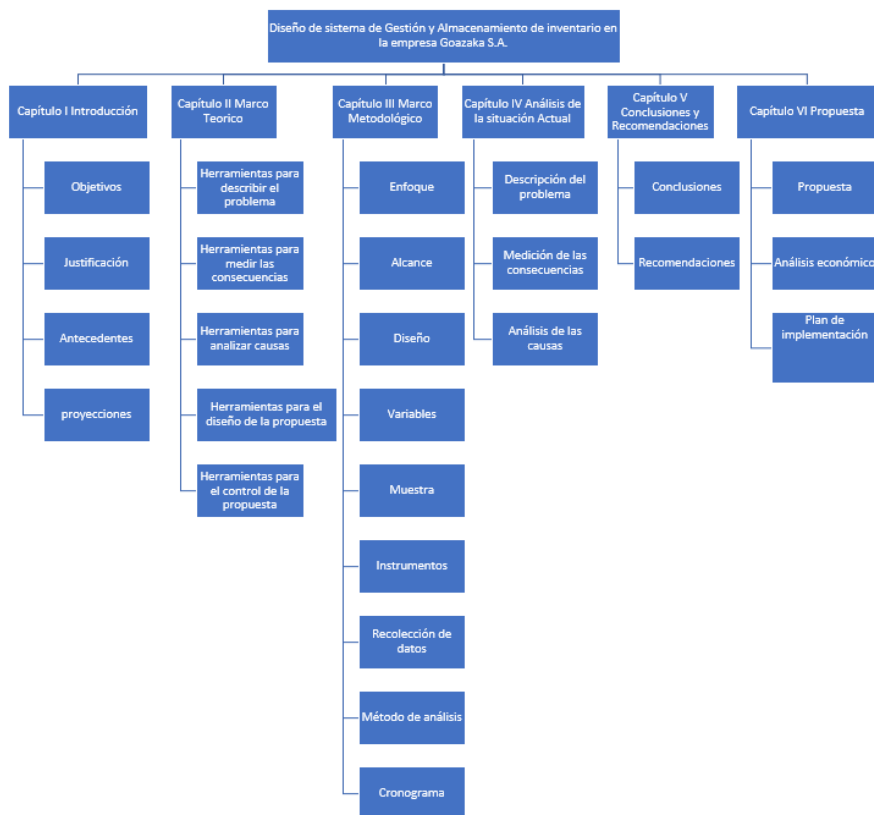 Diseño de sistema de Gestión y Almacenamiento de inventario en
la empresa Goazaka S.A.
Capítulo I Introducción
Objetivos
Justificación
Antecedentes
proyecciones
Capítulo II Marco
Teorico
Herramientas para
describir el
problema
Herramientas para
medir las
consecuencias
Herramientas para
analizar causas
Herramientas para el
diseño de la propuesta
Herramientas para
el control de la
propuesta
Capítulo III Marco
Metodológico
Enfoque
Alcance
Diseño
Variables
Muestra
Instrumentos
Recolección de
datos
Método de análisis
Cronograma
Capítulo IV Análisis de
la situación Actual
Descripción del
problema
Medición de las
consecuencias
Análisis de las
causas
Capítulo V
Conclusiones y
Recomendaciones
Conclusiones
Recomendaciones
Capítulo VI Propuesta
Propuesta
Análisis económico
Plan de
implementación